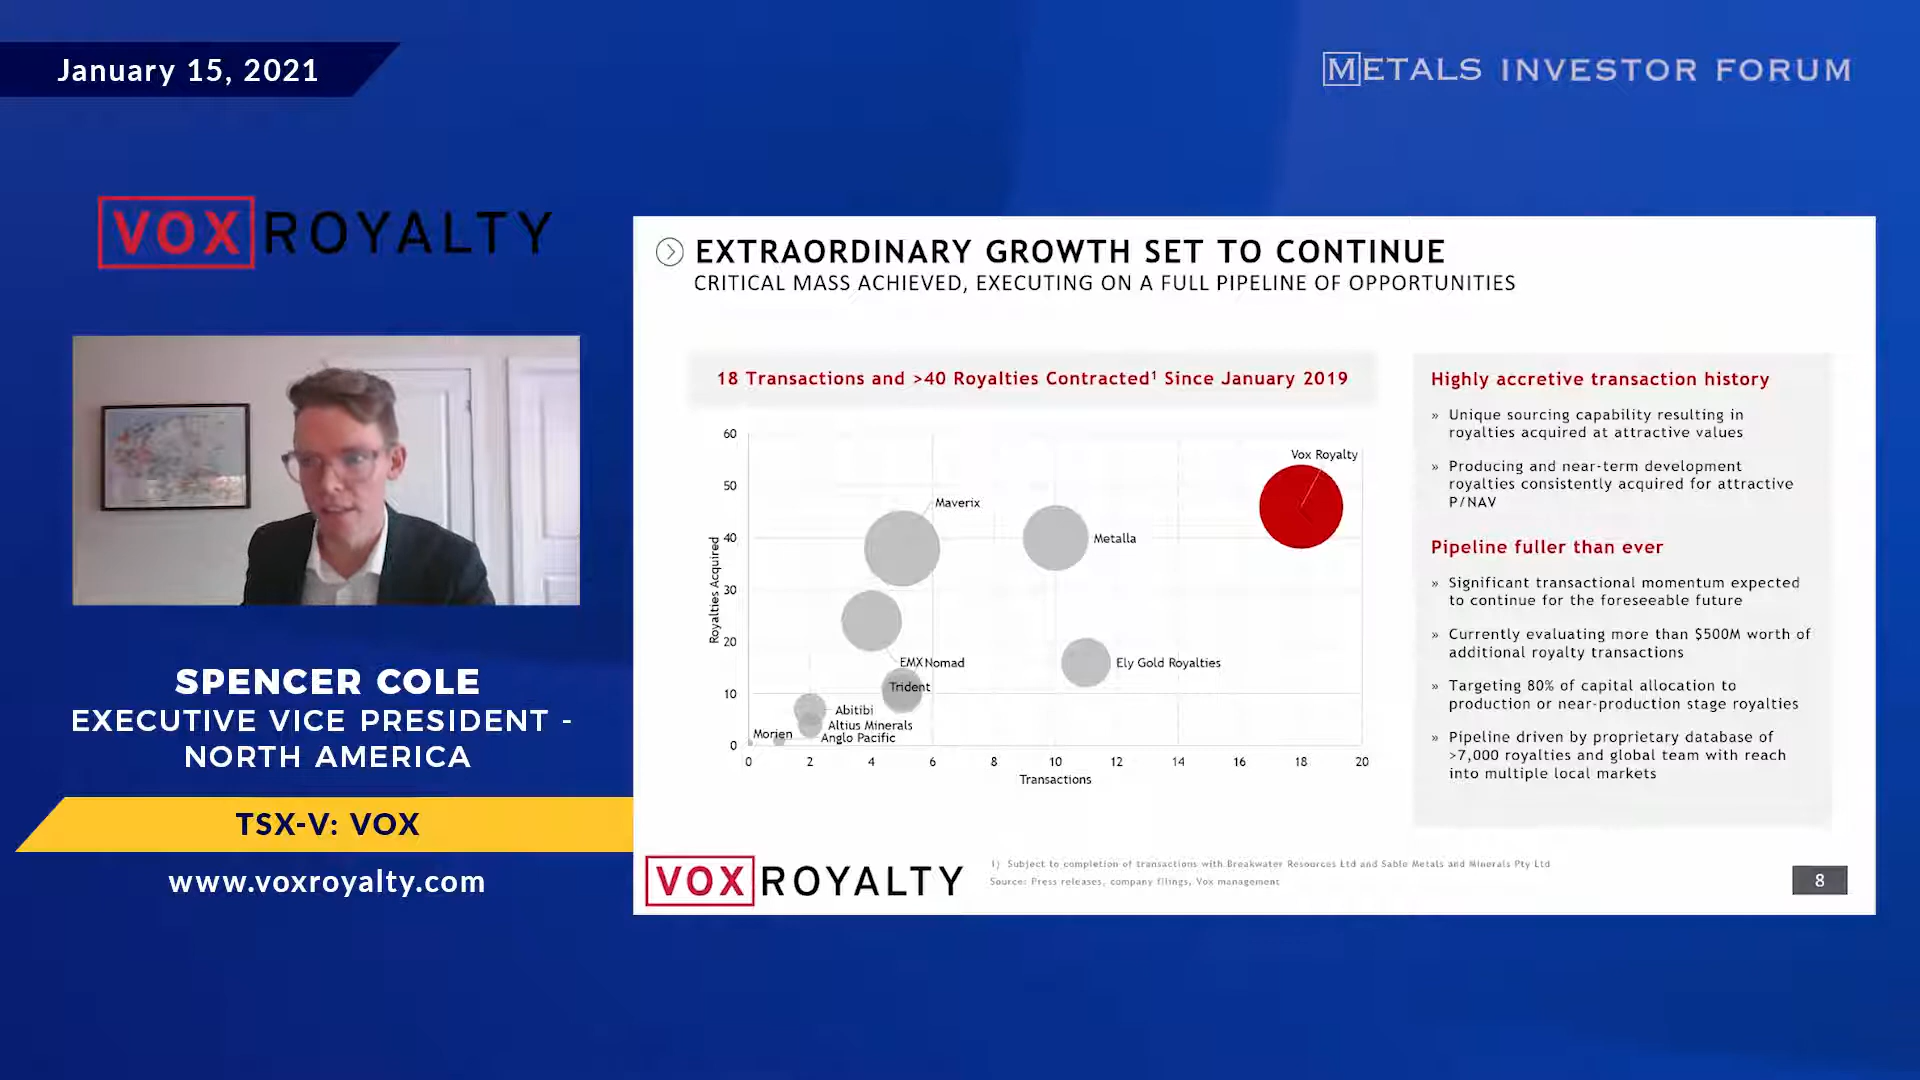 January 15, 2021
METALS INVESTOR FORUM
VOX ROYALTY
SPENCER COLE
EXECUTIVE VICE PRESIDENT -
NORTH AMERICA
TSX-V: VOX
www.voxroyalty.com
EXTRAORDINARY GROWTH SET TO CONTINUE
CRITICAL MASS ACHIEVED, EXECUTING ON A FULL PIPELINE OF OPPORTUNITIES
18 Transactions and >40 Royalties Contracted¹ Since January 2019
Royalties Acquired
60
50
40
30
20
10
0
Vox Royalty
Maverix
Metalla
EMX Nomad
Ely Gold Royalties
Trident
Abitibi
Altius Minerals
Morien
Anglo Pacific
0 2 4 6 8 10 12 14 16 18 20
Transactions
Highly accretive transaction history
» Unique sourcing capability resulting in
royalties acquired at attractive values
» Producing and near-term development
royalties consistently acquired for attractive
P/NAV
Pipeline fuller than ever
» Significant transactional momentum expected
to continue for the foreseeable future
» Currently evaluating more than $500M worth of
additional royalty transactions
» Targeting 80% of capital allocation to
production or near-production stage royalties
» Pipeline driven by proprietary database of
>7,000 royalties and global team with reach
into multiple local markets
VOX ROYALTY
1) Subject to completion of transactions with Breakwater Resources Ltd and Sable Metals and Minerals Pty Ltd
Source: Press releases, company filings, Vox management
8